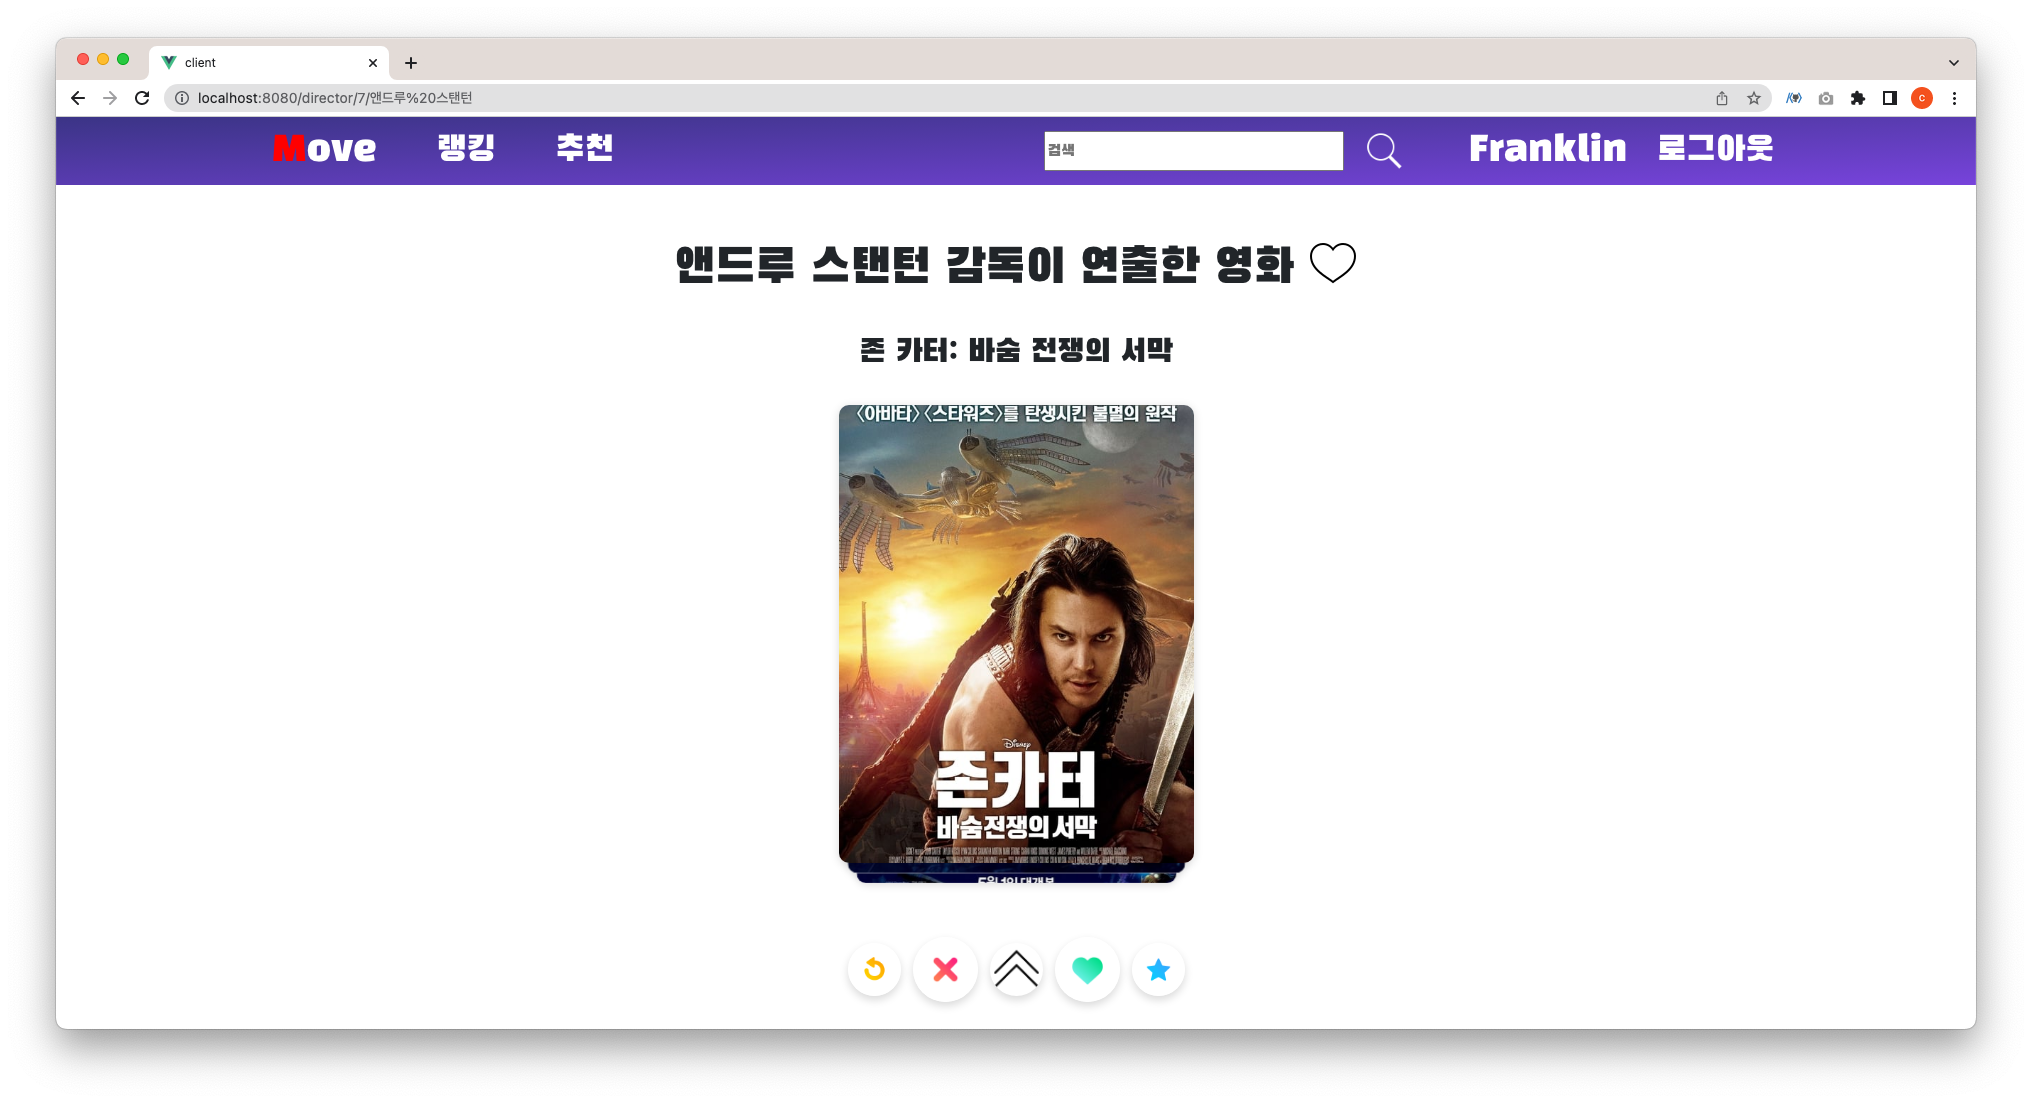 client
localhost:8080/director/7/앤드루%20스탠턴
C
Move 랭킹 추천 검색 Franklin 로그아웃
앤드루 스탠턴 감독이 연출한 영화
존 카터: 바숨 전쟁의 서막
〈아바타〉 〈스타워즈〉를 탄생시킨 불멸의 원작
Disney
존카터
바숨전쟁의 서막
5월 1일 대개봉